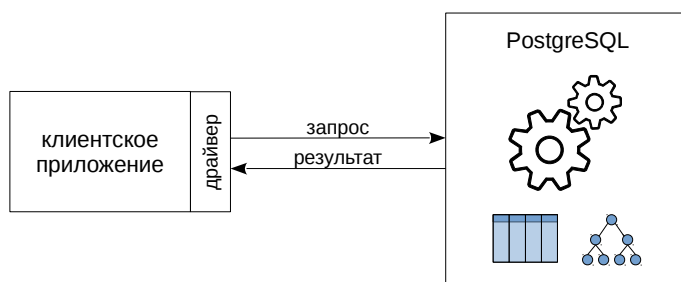 PostgreSQL
клиентское
приложение
драйвер
запрос
результат